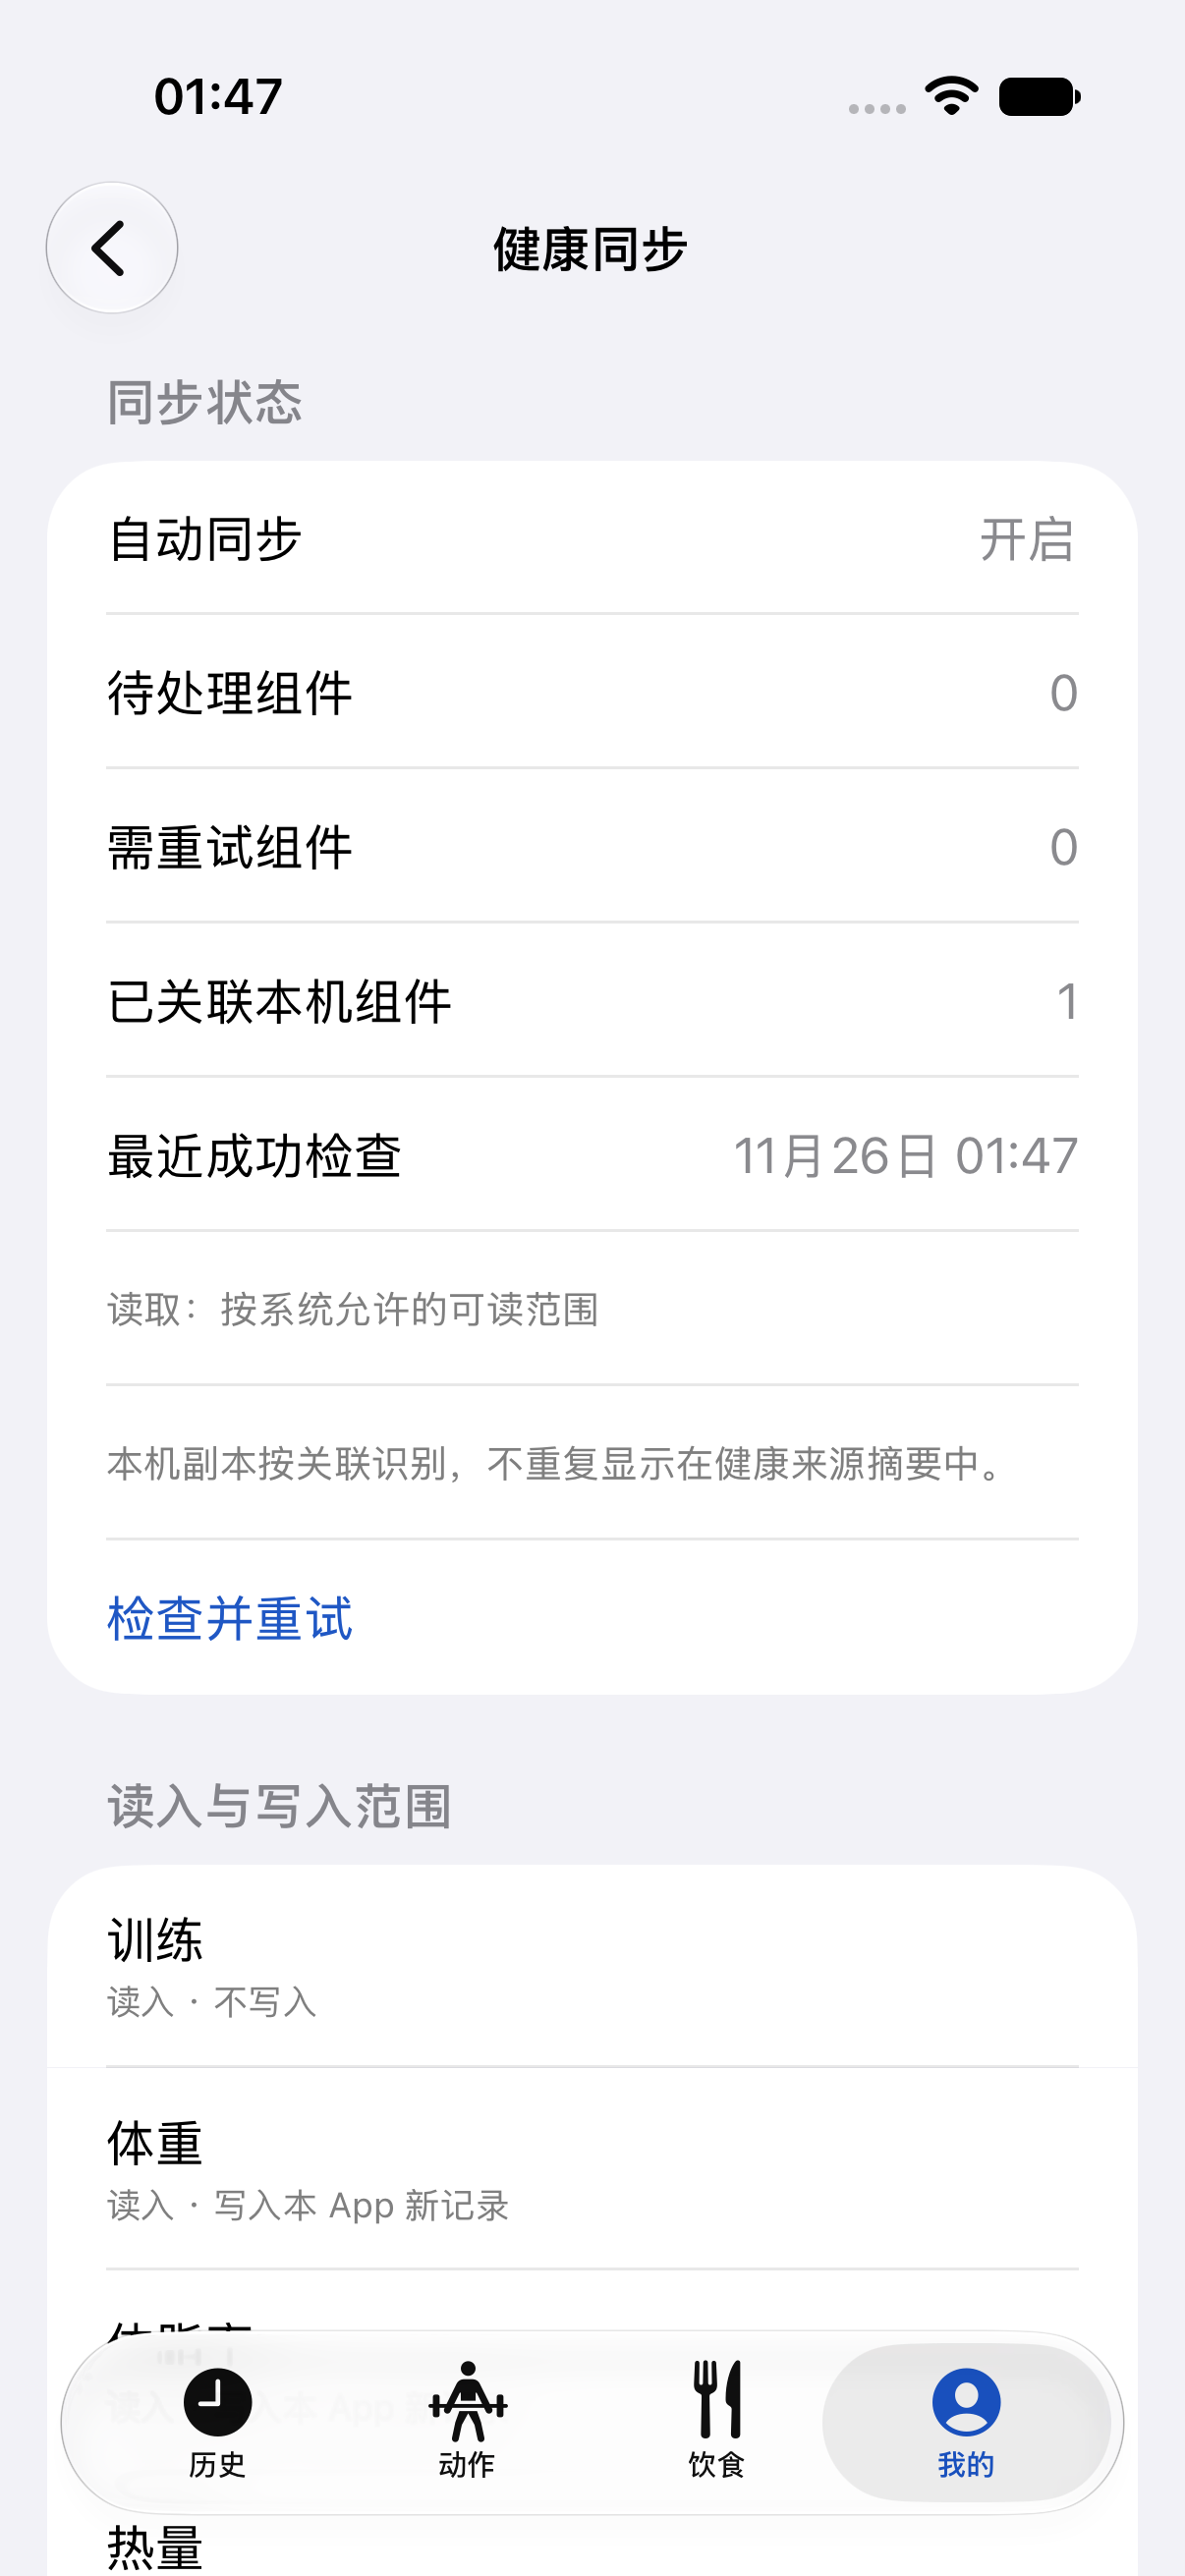 01:47
健康同步
同步状态
自动同步 开启
待处理组件 0
需重试组件 0
已关联本机组件 1
最近成功检查 11月26日 01:47
读取：按系统允许的可读范围
本机副本按关联识别，不重复显示在健康来源摘要中。
检查并重试
读入与写入范围
训练
读入 · 不写入
体重
读入 · 写入本 App 新记录
历史 动作 饮食 我的
热量